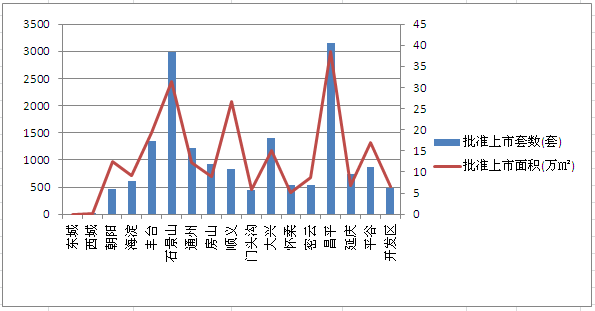 3500
3000
2500
2000
1500
1000
500
0
45
40
35
30
25
20
15
10
5
0
东城
西城
朝阳
海淀
丰台
石景山
通州
房山
顺义
门头沟
大兴
怀柔
密云
昌平
延庆
平谷
开发区
批准上市套数(套)
批准上市面积(万㎡)